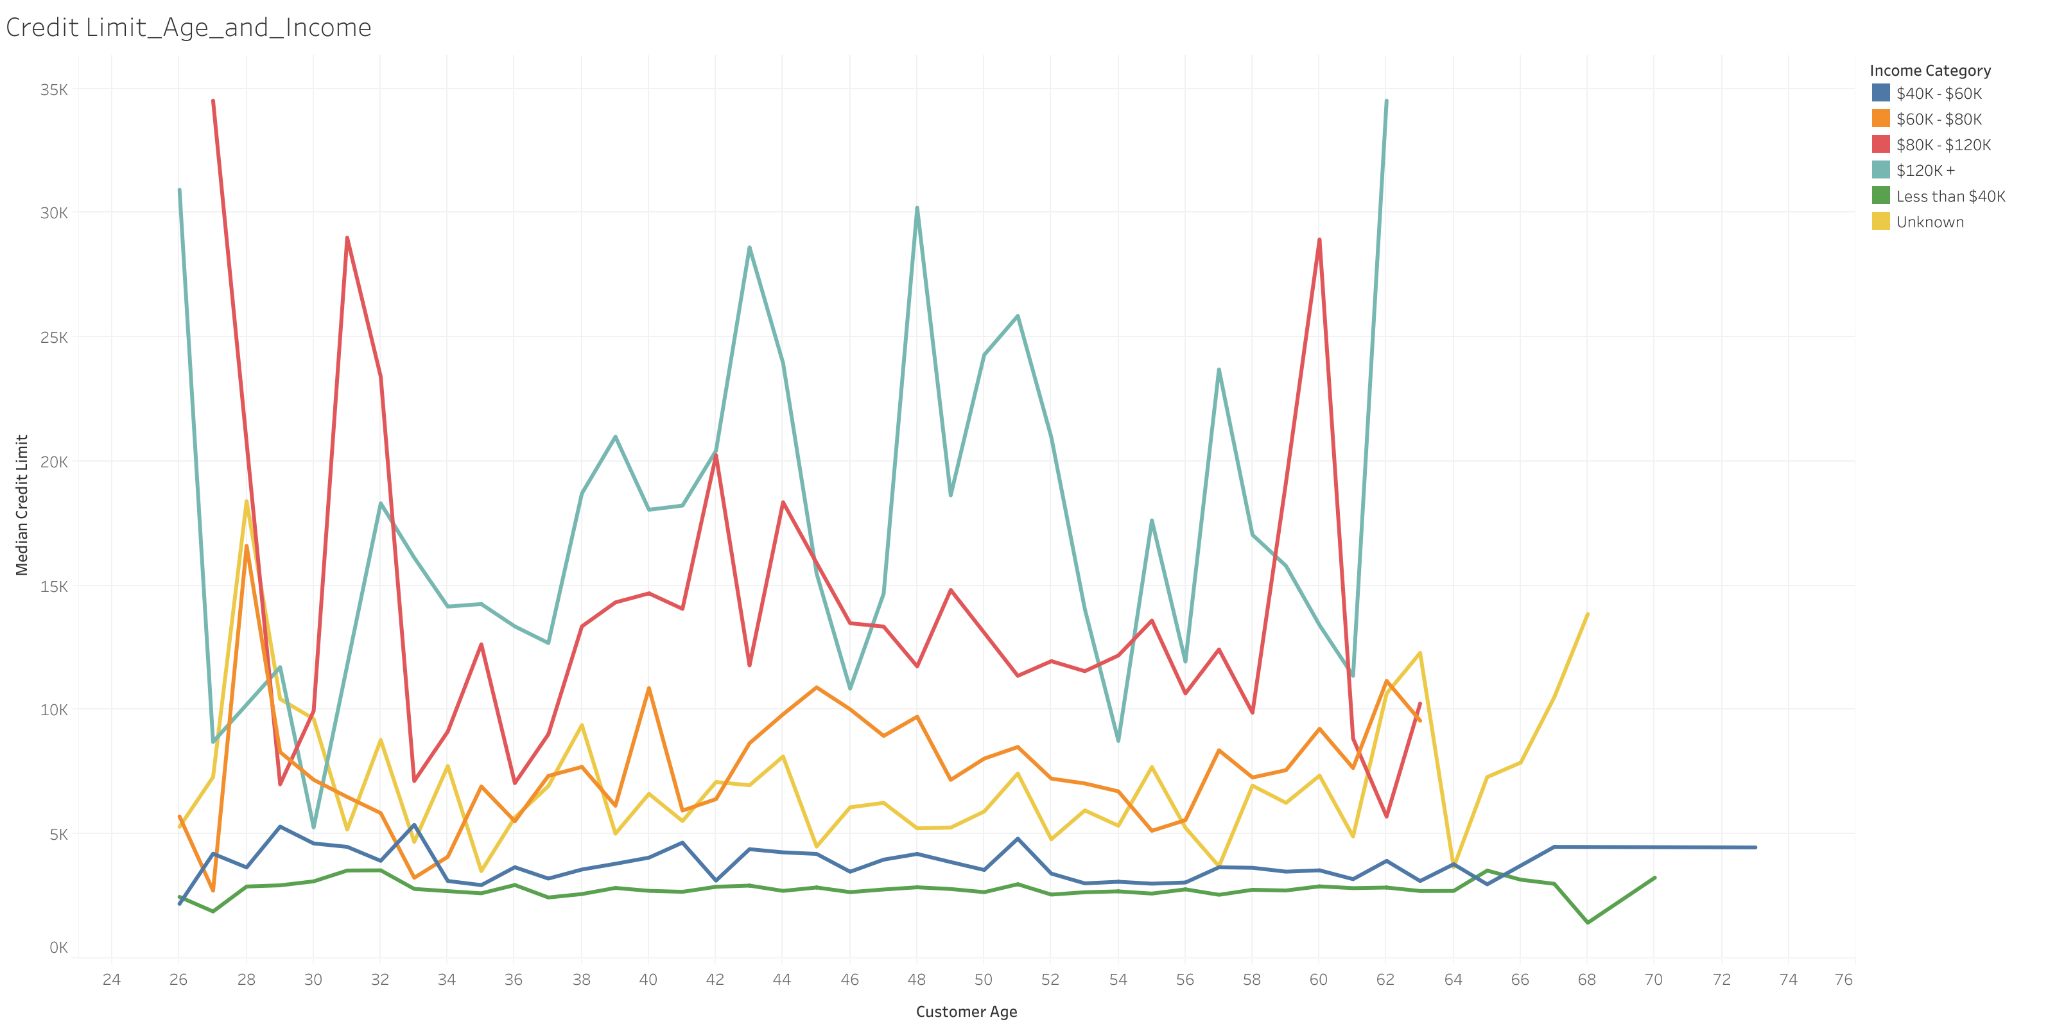 Credit Limit_Age_and_Income
Income Category
$40K - $60K
$60K - $80K
$80K - $120K
$120K +
Less than $40K
Unknown
Median Credit Limit
35K
30K
25K
20K
15K
10K
5K
0K
24 26 28 30 32 34 36 38 40 42 44 46 48 50 52 54 56 58 60 62 64 66 68 70 72 74 76
Customer Age